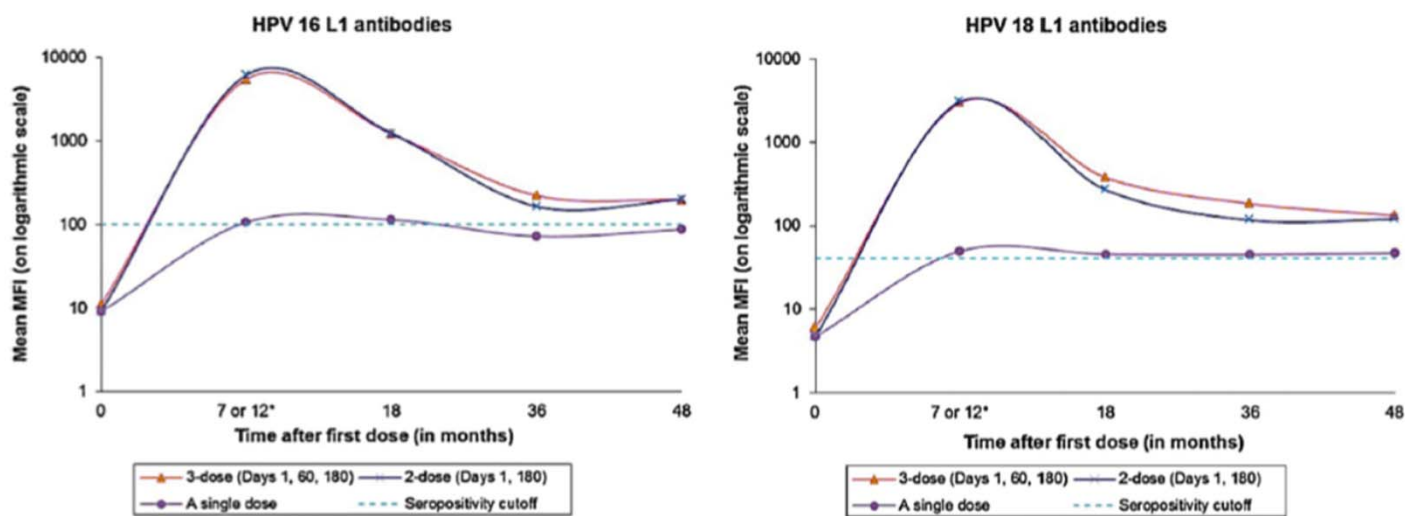 HPV 16 L1 antibodies
Mean MFI (on logarithmic scale)
10000
1000
100
10
1
0
7 or 12*
18
36
48
Time after first dose (in months)
3-dose (Days 1, 60, 180)
2-dose (Days 1, 180)
A single dose
Seropositivity cutoff
HPV 18 L1 antibodies
Mean MFI (on logarithmic scale)
10000
1000
100
10
1
0
7 or 12*
18
36
48
Time after first dose (in months)
3-dose (Days 1, 60, 180)
2-dose (Days 1, 180)
A single dose
Seropositivity cutoff